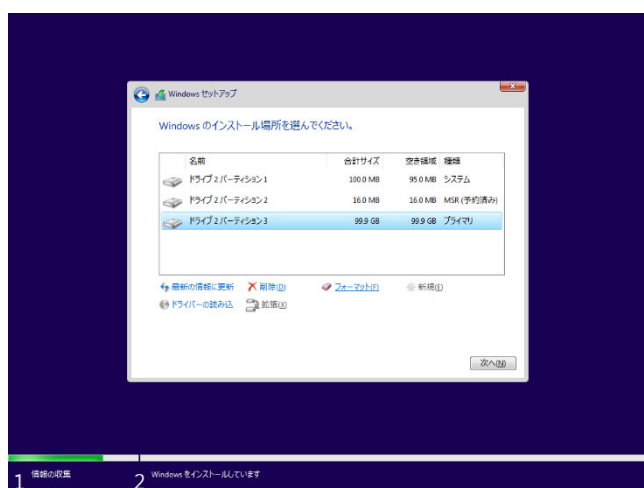 Windows セットアップ
Windows のインストール場所を選んでください。
名前 合計サイズ 空き領域 種類
ドライブ 2 パーティション 1 100.0 MB 95.0 MB システム
ドライブ 2 パーティション 2 16.0 MB 16.0 MB MSR (予約済み)
ドライブ 2 パーティション 3 99.9 GB 99.9 GB プライマリ
最新の情報に更新 削除(D) フォーマット(F) 新規(E)
ドライバーの読み込 拡張(X)
次へ(N)
1 情報の収集 2 Windows をインストールしています